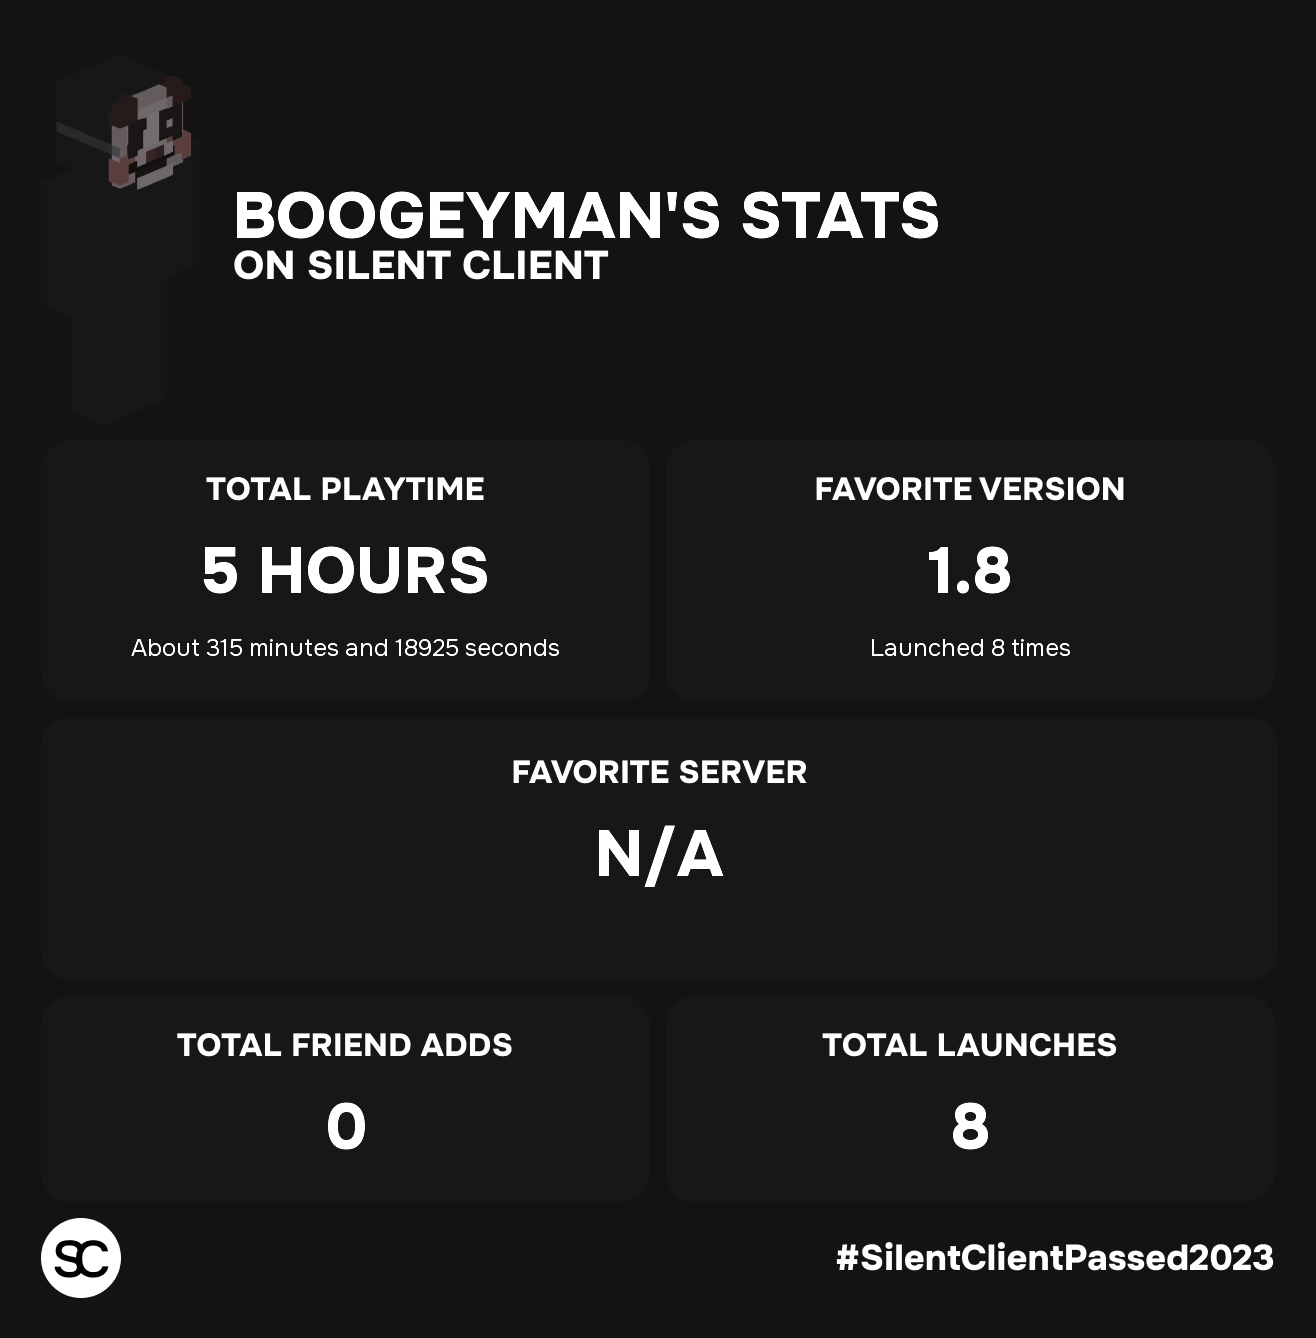 BOOGEYMAN'S STATS
ON SILENT CLIENT
TOTAL PLAYTIME
5 HOURS
About 315 minutes and 18925 seconds
FAVORITE VERSION
1.8
Launched 8 times
FAVORITE SERVER
N/A
TOTAL FRIEND ADDS
0
TOTAL LAUNCHES
8
SC
#SilentClientPassed2023